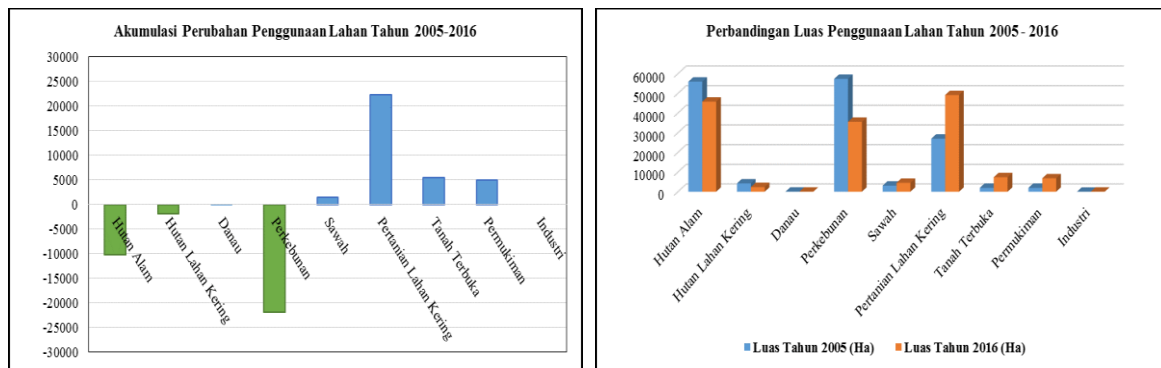 Akumulasi Perubahan Penggunaan Lahan Tahun 2005-2016
30000
25000
20000
15000
10000
5000
0
-5000
-10000
-15000
-20000
-25000
-30000
Hutan Alam
Hutan Lahan Kering
Danau
Perkebunan
Sawah
Pertanian Lahan Kering
Tanah Terbuka
Permukiman
Industri
Perbandingan Luas Penggunaan Lahan Tahun 2005 - 2016
60000
50000
40000
30000
20000
10000
0
Hutan Alam
Hutan Lahan Kering
Danau
Perkebunan
Sawah
Pertanian Lahan Kering
Tanah Terbuka
Permukiman
Industri
Luas Tahun 2005 (Ha) Luas Tahun 2016 (Ha)